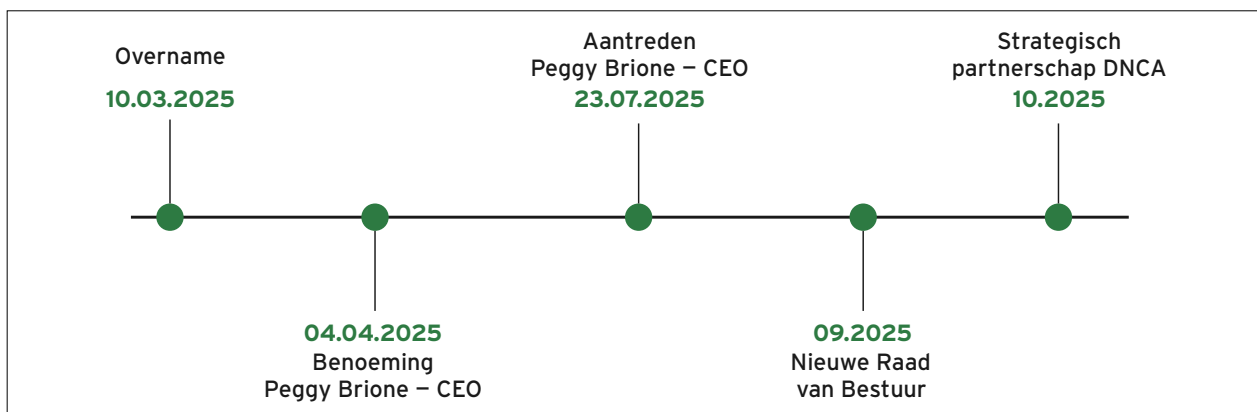 Overname
10.03.2025
04.04.2025
Benoeming
Peggy Brione – CEO
Aantreden
Peggy Brione – CEO
23.07.2025
09.2025
Nieuwe Raad
van Bestuur
Strategisch
partnerschap DNCA
10.2025